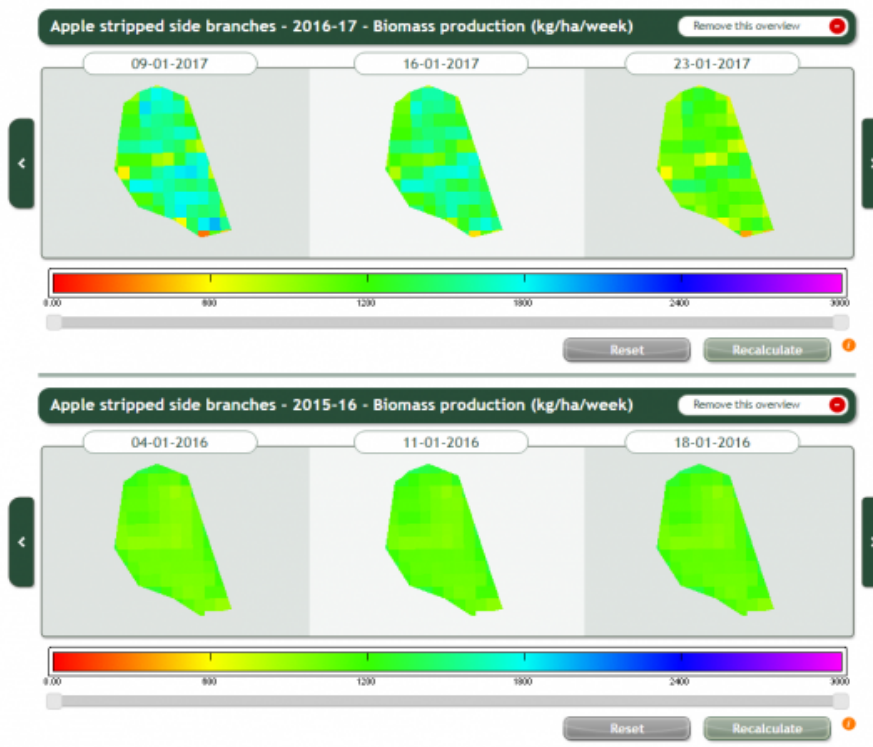 Apple stripped side branches - 2016-17 - Biomass production (kg/ha/week) Remove this overview
09-01-2017 16-01-2017 23-01-2017
0.00 600 1200 1800 2400 3000
Reset Recalculate i
Apple stripped side branches - 2015-16 - Biomass production (kg/ha/week) Remove this overview
04-01-2016 11-01-2016 18-01-2016
0.00 600 1200 1800 2400 3000
Reset Recalculate i